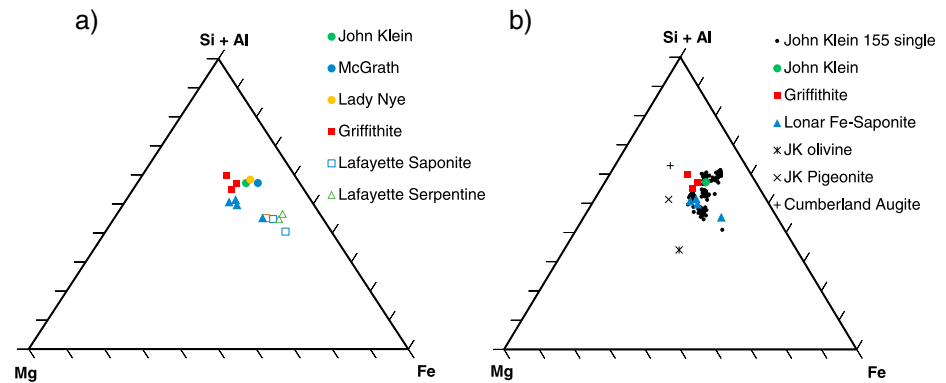 a)
Si + Al
John Klein
McGrath
Lady Nye
Griffithite
Lafayette Saponite
Lafayette Serpentine
Mg
Fe
b)
Si + Al
John Klein 155 single
John Klein
Griffithite
Lonar Fe-Saponite
JK olivine
JK Pigeonite
Cumberland Augite
Mg
Fe